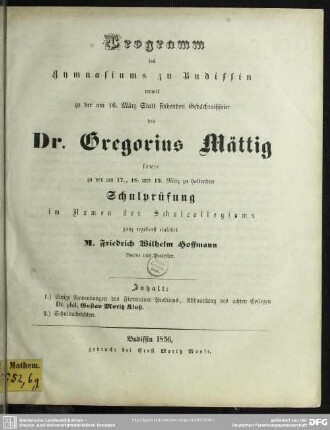 Programm
des
Gymnasiums zu Budissin
womit
zu der am 16. März Statt findenden Gedächtnissfeier
des
Dr. Gregorius Mättig
sowie
zu der am 17., 18. und 19. März zu haltenden
Schulprüfung
im Namen des Schulcollegiums
ganz ergebenst einladet
M. Friedrich Wilhelm Hoffmann
Rector und Professor.
Inhalt:
1.) Einige Anwendungen des Abhandlung des achten Collegen
Dr. phil. Gustav Moritz Kloß.
2.) Schulnachrichten.
Mathem.
Budissin 1856,
gedruckt bei Ernst Moritz Monse.